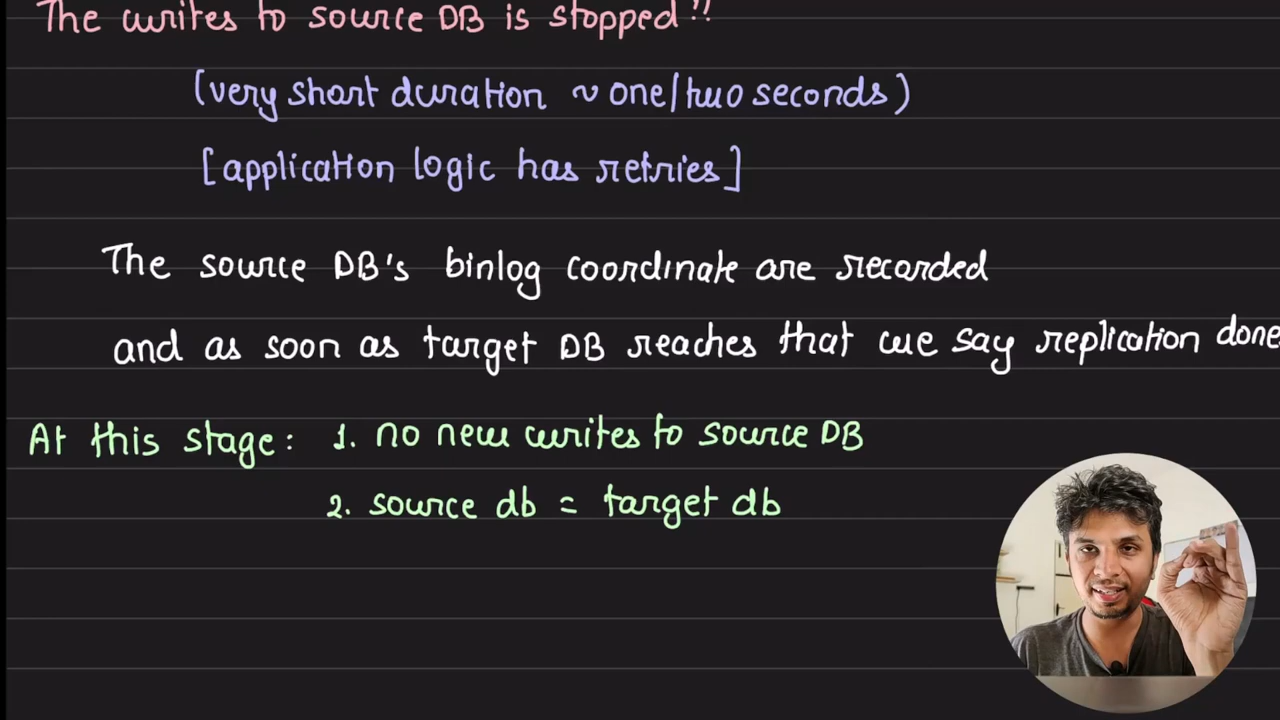 The writes to source DB is stopped!!
(very short duration ~ one/two seconds)
[application logic has retries]
The source DB's binlog coordinate are recorded
and as soon as target DB reaches that we say replication done
At this stage: 1. no new writes to source DB
2. source db = target db